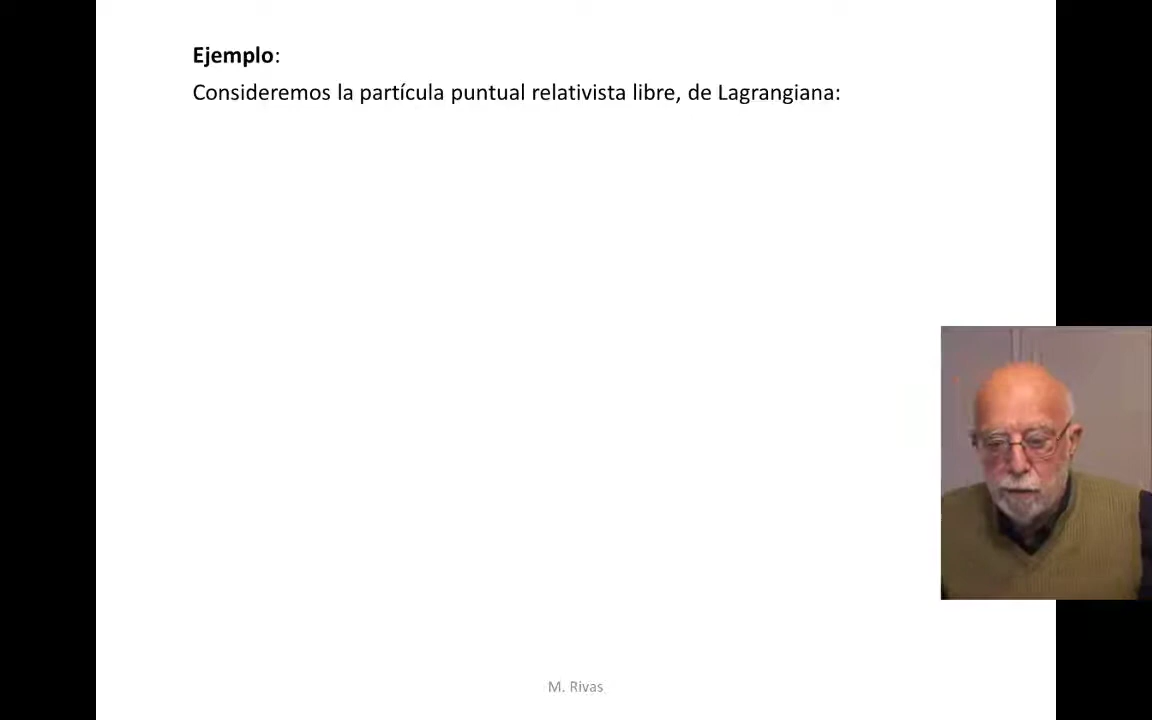 Ejemplo:
Consideremos la partícula puntual relativista libre, de Lagrangiana:
M. Rivas